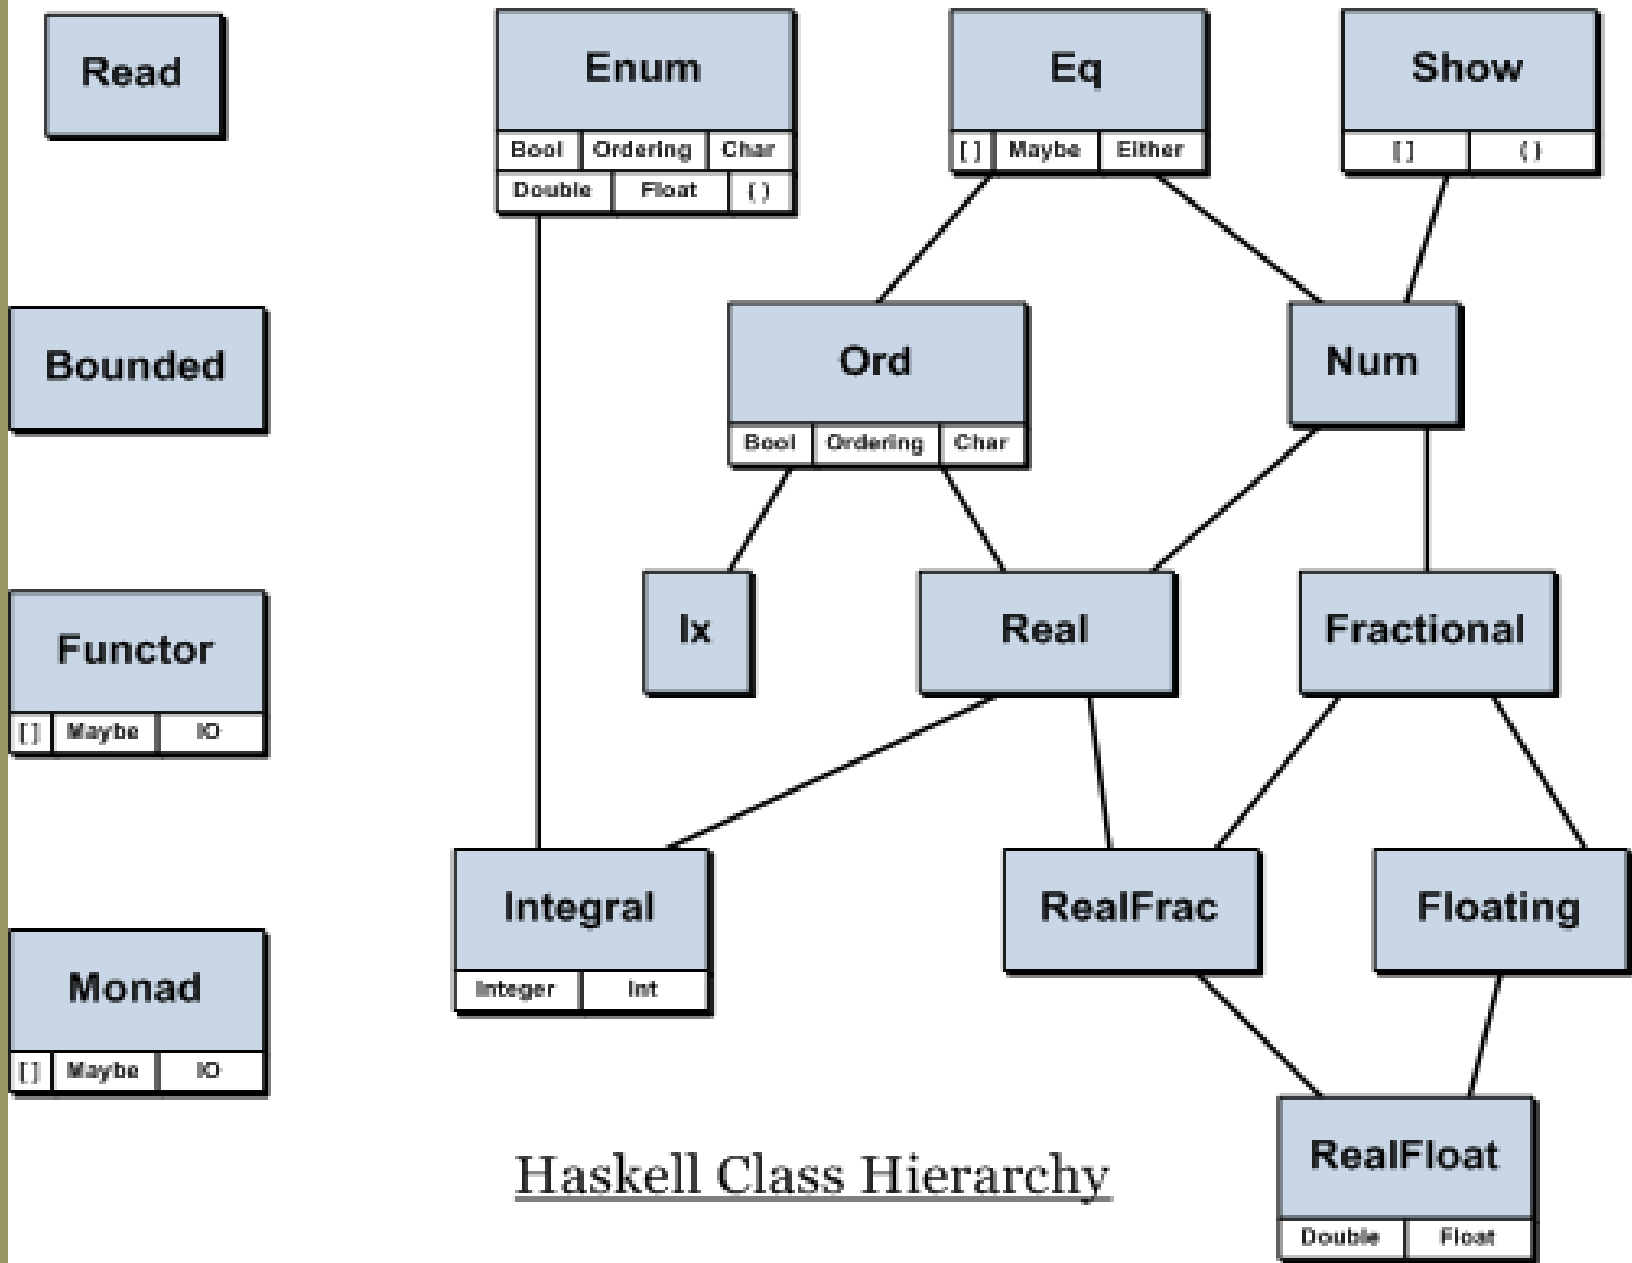 Read
Enum
Bool Ordering Char
Double Float ( )
Eq
[ ] Maybe Either
Show
[ ] ( )
Bounded
Ord
Bool Ordering Char
Num
Functor
[ ] Maybe IO
Ix
Real
Fractional
Monad
[ ] Maybe IO
Integral
Integer Int
RealFrac
Floating
RealFloat
Double Float
Haskell Class Hierarchy